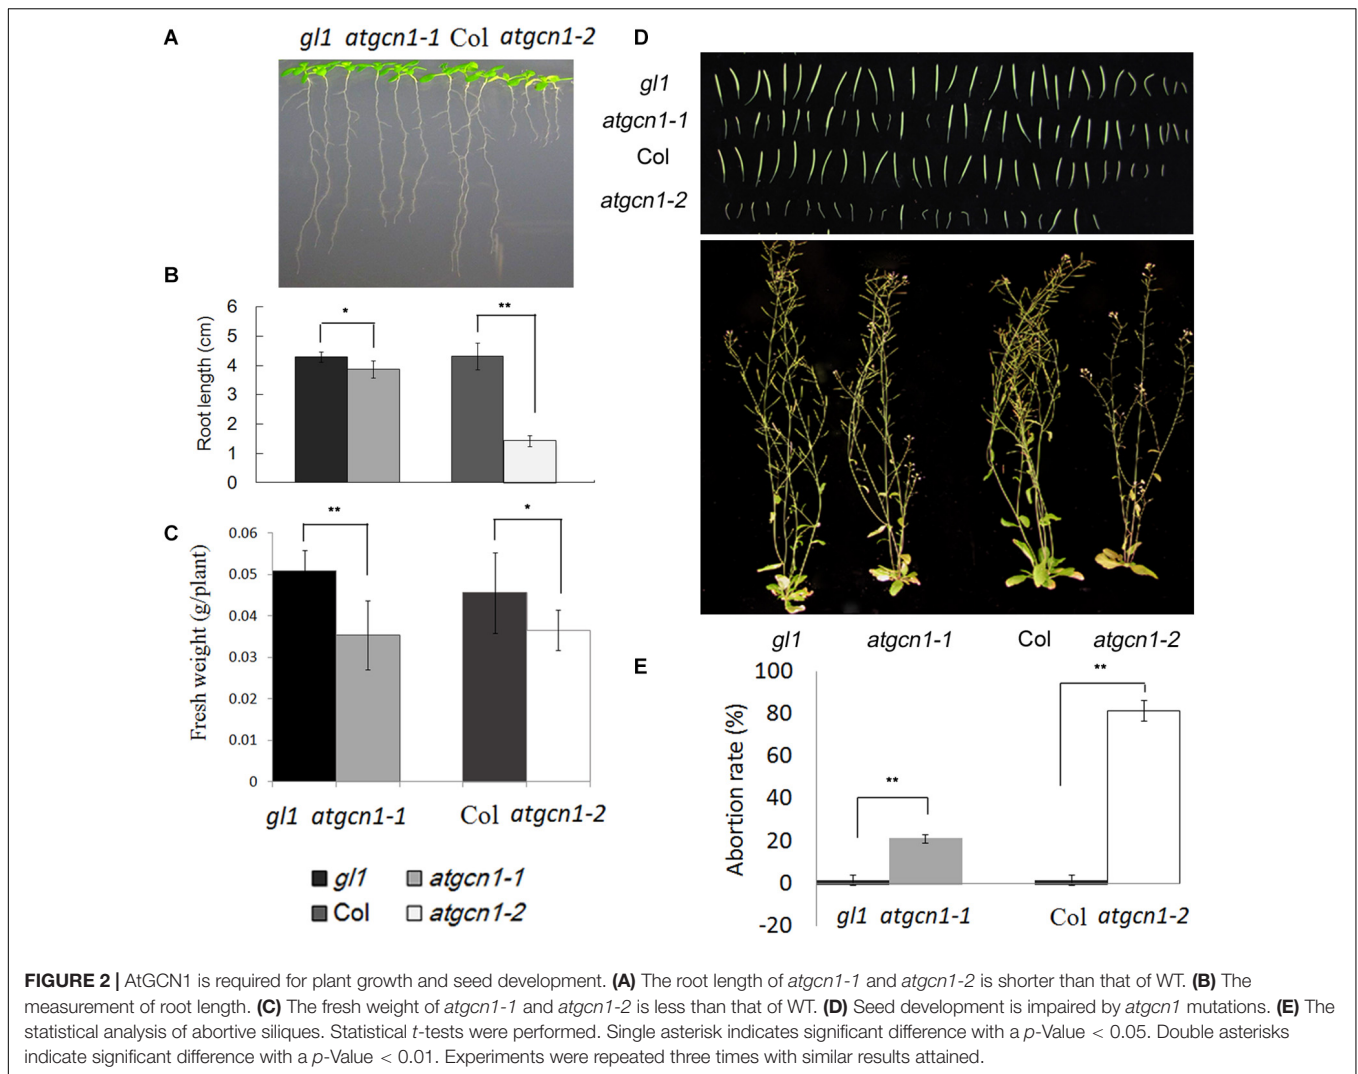 A
gl1 atgcn1-1 Col atgcn1-2
B
Root length (cm)
6
5
4
3
2
1
0
*
**
C
Fresh weight (g/plant)
0.06
0.05
0.04
0.03
0.02
0.01
0
**
*
gl1 atgcn1-1 Col atgcn1-2
gl1 atgcn1-1
Col atgcn1-2
D
gl1
atgcn1-1
Col
atgcn1-2
gl1 atgcn1-1 Col atgcn1-2
E
Abortion rate (%)
100
80
60
40
20
0
-20
**
**
gl1 atgcn1-1 Col atgcn1-2
FIGURE 2 | AtGCN1 is required for plant growth and seed development. (A) The root length of atgcn1-1 and atgcn1-2 is shorter than that of WT. (B) The
measurement of root length. (C) The fresh weight of atgcn1-1 and atgcn1-2 is less than that of WT. (D) Seed development is impaired by atgcn1 mutations. (E) The
statistical analysis of abortive siliques. Statistical t-tests were performed. Single asterisk indicates significant difference with a p-Value < 0.05. Double asterisks
indicate significant difference with a p-Value < 0.01. Experiments were repeated three times with similar results attained.